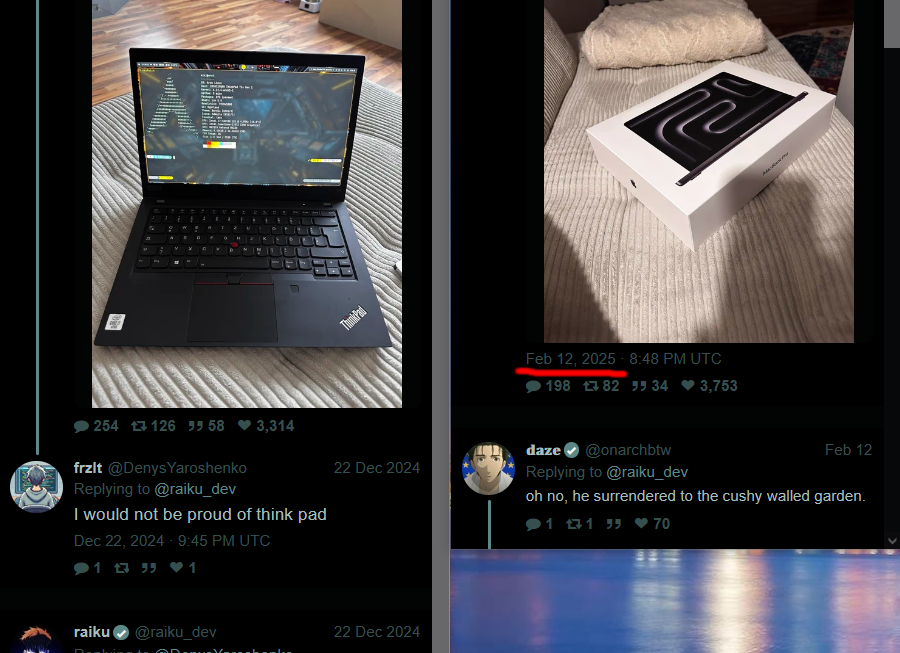 ThinkPad
254 126 58 3,314
frzlt @DenysYaroshenko 22 Dec 2024
Replying to @raiku_dev
I would not be proud of think pad
Dec 22, 2024 · 9:45 PM UTC
1 1
raiku @raiku_dev 22 Dec 2024
Replying to @DenysYaroshenko
MacBook Pro
Feb 12, 2025 · 8:48 PM UTC
198 82 34 3,753
daze @onarchbtw Feb 12
Replying to @raiku_dev
oh no, he surrendered to the cushy walled garden.
1 1 70